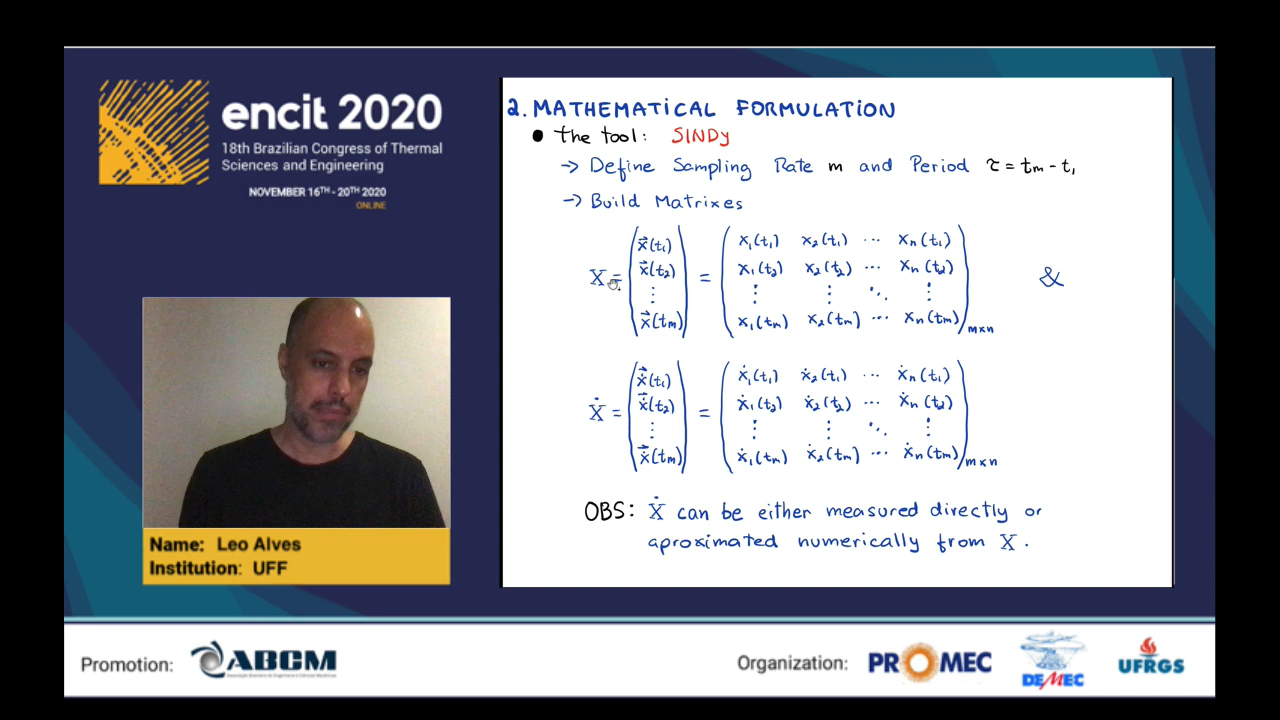 encit 2020
18th Brazilian Congress of Thermal
Sciences and Engineering
NOVEMBER 16TH - 20TH 2020
ONLINE
2. MATHEMATICAL FORMULATION
• The tool: SINDy
→ Define Sampling Rate m and Period τ = tm - t1
→ Build Matrixes
X = (x⃗(t1) x⃗(t2) ⋮ x⃗(tm)) = 
x1(t1) x2(t1) ... xn(t1)
x1(t2) x2(t2) ... xn(t2)
⋮ ⋮ ⋱ ⋮
x1(tm) x2(tm) ... xn(tm) m×n
&
Ẋ = (ẋ⃗(t1) ẋ⃗(t2) ⋮ ẋ⃗(tm)) = 
ẋ1(t1) ẋ2(t1) ... ẋn(t1)
ẋ1(t2) ẋ2(t2) ... ẋn(t2)
⋮ ⋮ ⋱ ⋮
ẋ1(tm) ẋ2(tm) ... ẋn(tm) m×n
OBS: Ẋ can be either measured directly or
aproximated numerically from X.
Name: Leo Alves
Institution: UFF
Promotion: ABCM
Organization: PROMEC DEMEC UFRGS